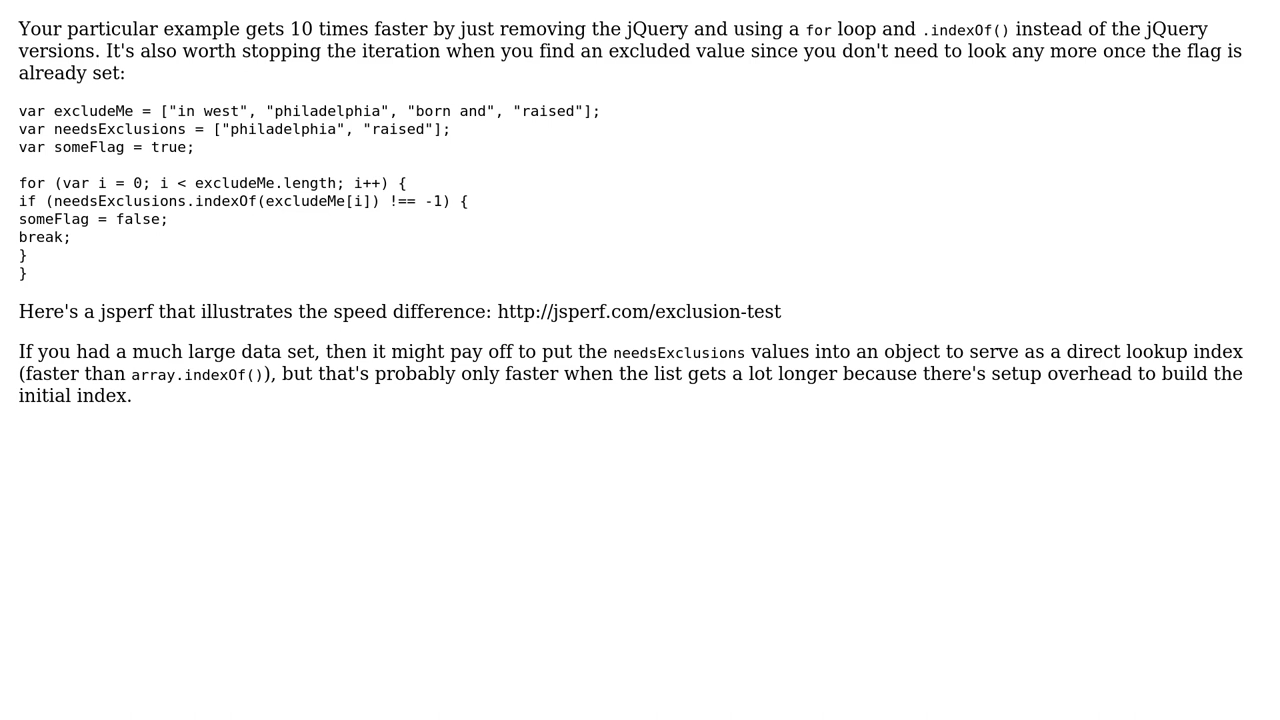 Your particular example gets 10 times faster by just removing the jQuery and using a for loop and .indexOf() instead of the jQuery
versions. It's also worth stopping the iteration when you find an excluded value since you don't need to look any more once the flag is
already set:
var excludeMe = ["in west", "philadelphia", "born and", "raised"];
var needsExclusions = ["philadelphia", "raised"];
var someFlag = true;
for (var i = 0; i < excludeMe.length; i++) {
if (needsExclusions.indexOf(excludeMe[i]) !== -1) {
someFlag = false;
break;
}
}
Here's a jsperf that illustrates the speed difference: http://jsperf.com/exclusion-test
If you had a much large data set, then it might pay off to put the needsExclusions values into an object to serve as a direct lookup index
(faster than array.indexOf()), but that's probably only faster when the list gets a lot longer because there's setup overhead to build the
initial index.